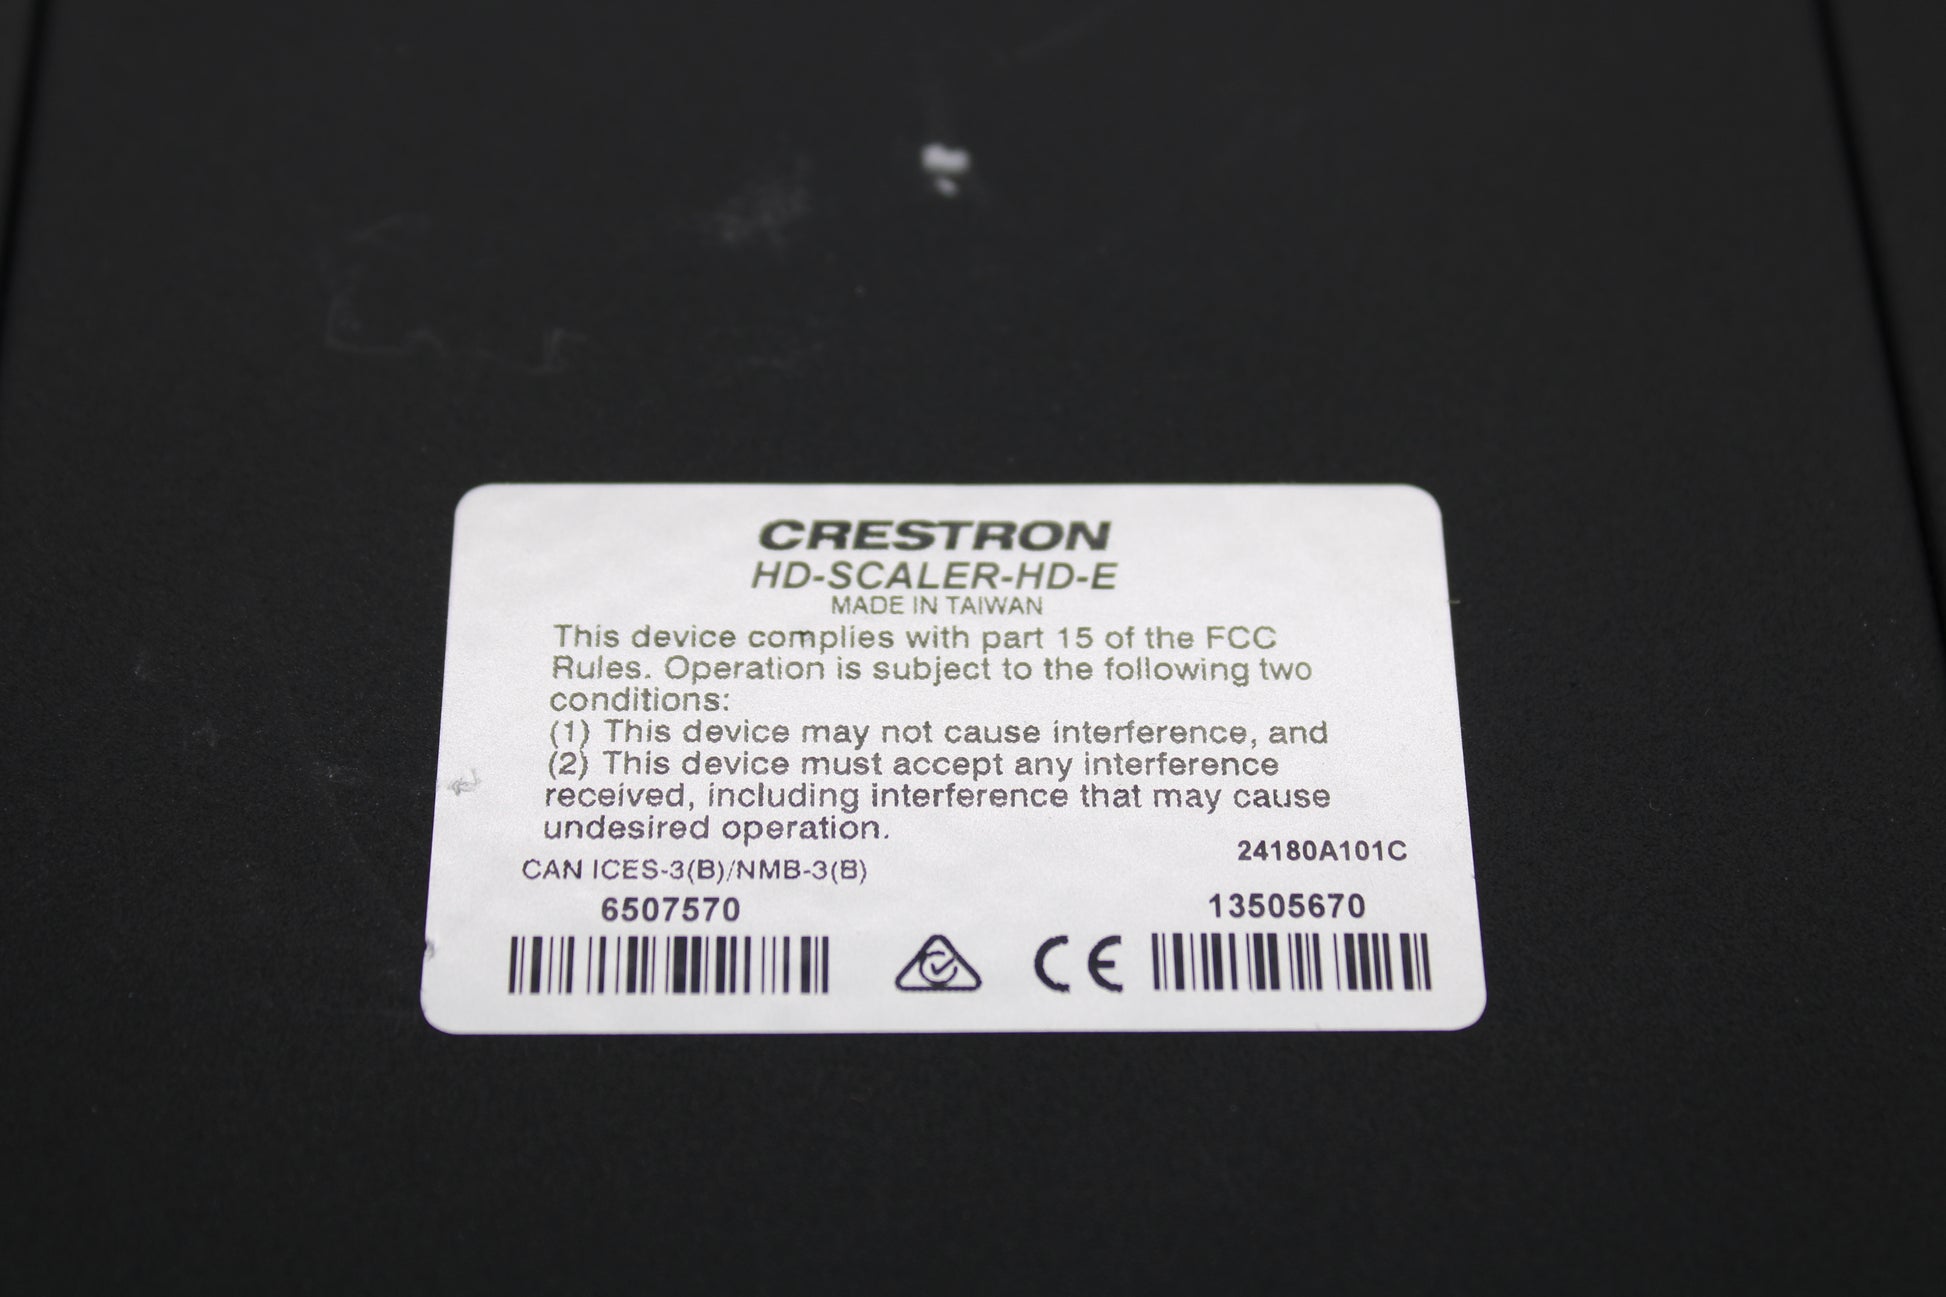 CRESTRON
HD-SCALER-HD-E
MADE IN TAIWAN
This device complies with part 15 of the FCC
Rules. Operation is subject to the following two
conditions:
(1) This device may not cause interference, and
(2) This device must accept any interference
received, including interference that may cause
undesired operation.
24180A101C
CAN ICES-3(B)/NMB-3(B)
6507570
13505670
CE